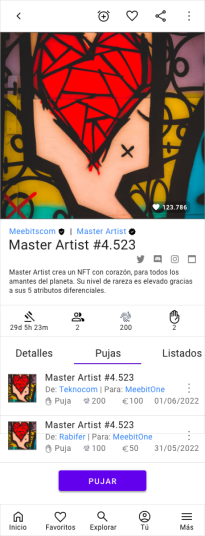 123.786
Meebitscom | Master Artist
Master Artist #4.523
Master Artist crea un NFT con corazón, para todos los
amantes del planeta. Su nivel de rareza es elevado gracias
a sus 5 atributos diferenciales.
29d 5h 23m 2 200 2
Detalles Pujas Listados
Master Artist #4.523
De: Teknocom | Para: MeebitOne
Puja 200 €100 01/06/2022
Master Artist #4.523
De: Rabifer | Para: MeebitOne
Puja 100 €50 31/05/2022
PUJAR
Inicio Favoritos Explorar Tú Más